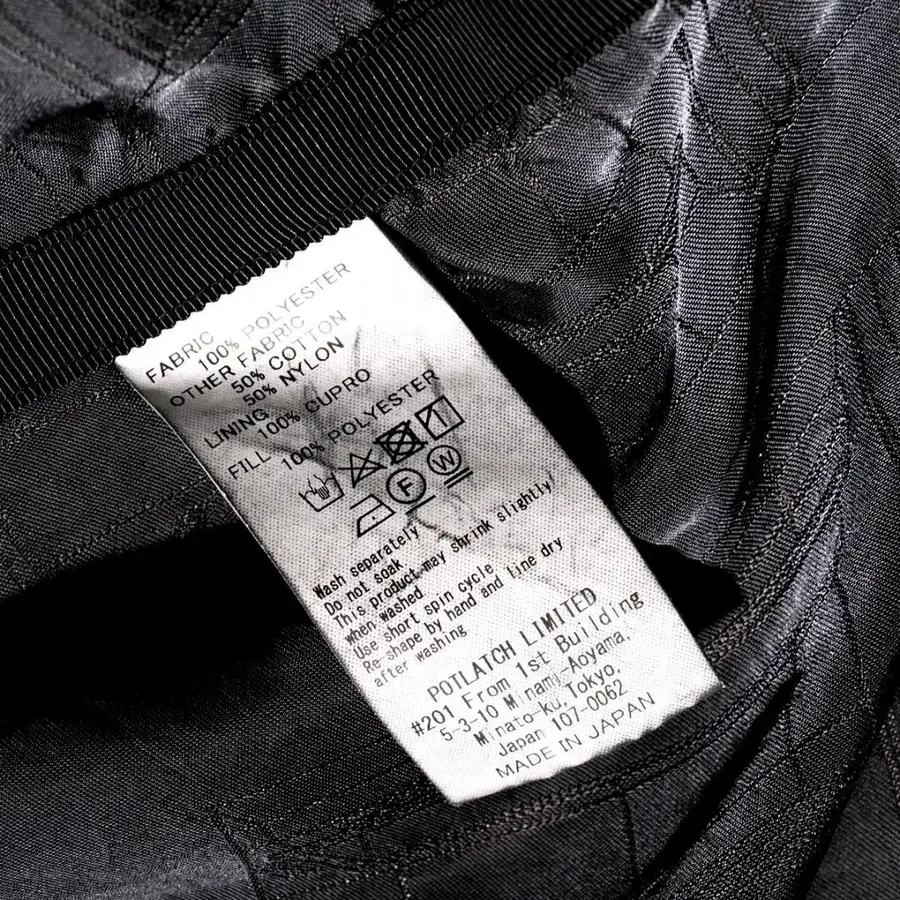 FABRIC
100% POLYESTER
OTHER FABRIC
50% COTTON
50% NYLON
LINING
100% CUPRO
FILL
100% POLYESTER
F W
Wash separately
Do not soak
This product may shrink slightly
when washed
Use short spin cycle
Re-shape by hand and line dry
after washing
POTLATCH LIMITED
#201 From 1st Building
5-3-10 Minami-Aoyama,
Minato-ku, Tokyo,
Japan 107-0062
MADE IN JAPAN